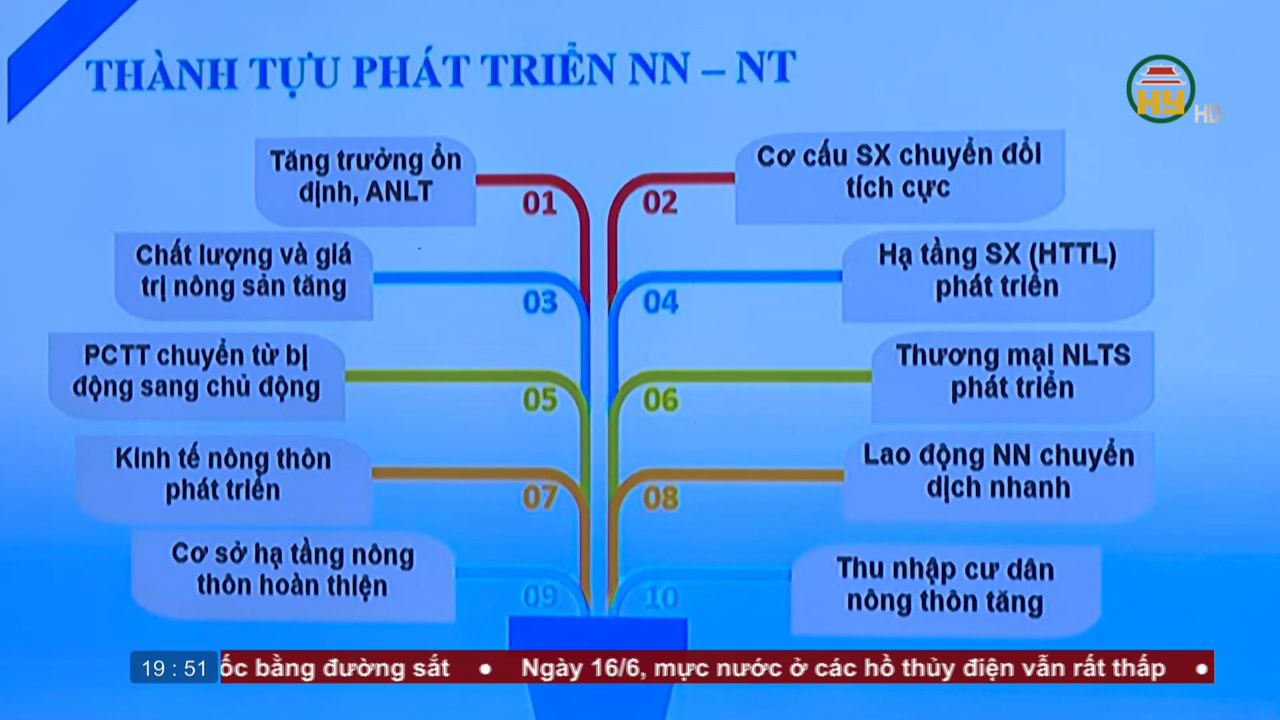 THÀNH TỰU PHÁT TRIỂN NN – NT
HY HD
Tăng trưởng ổn
định, ANLT
01
02
Cơ cấu SX chuyển đổi
tích cực
Chất lượng và giá
trị nông sản tăng
03
04
Hạ tầng SX (HTTL)
phát triển
PCTT chuyển từ bị
động sang chủ động
05
06
Thương mại NLTS
phát triển
Kinh tế nông thôn
phát triển
07
08
Lao động NN chuyển
dịch nhanh
Cơ sở hạ tầng nông
thôn hoàn thiện
09
10
Thu nhập cư dân
nông thôn tăng
19 : 51 ốc bằng đường sắt • Ngày 16/6, mực nước ở các hồ thủy điện vẫn rất thấp •